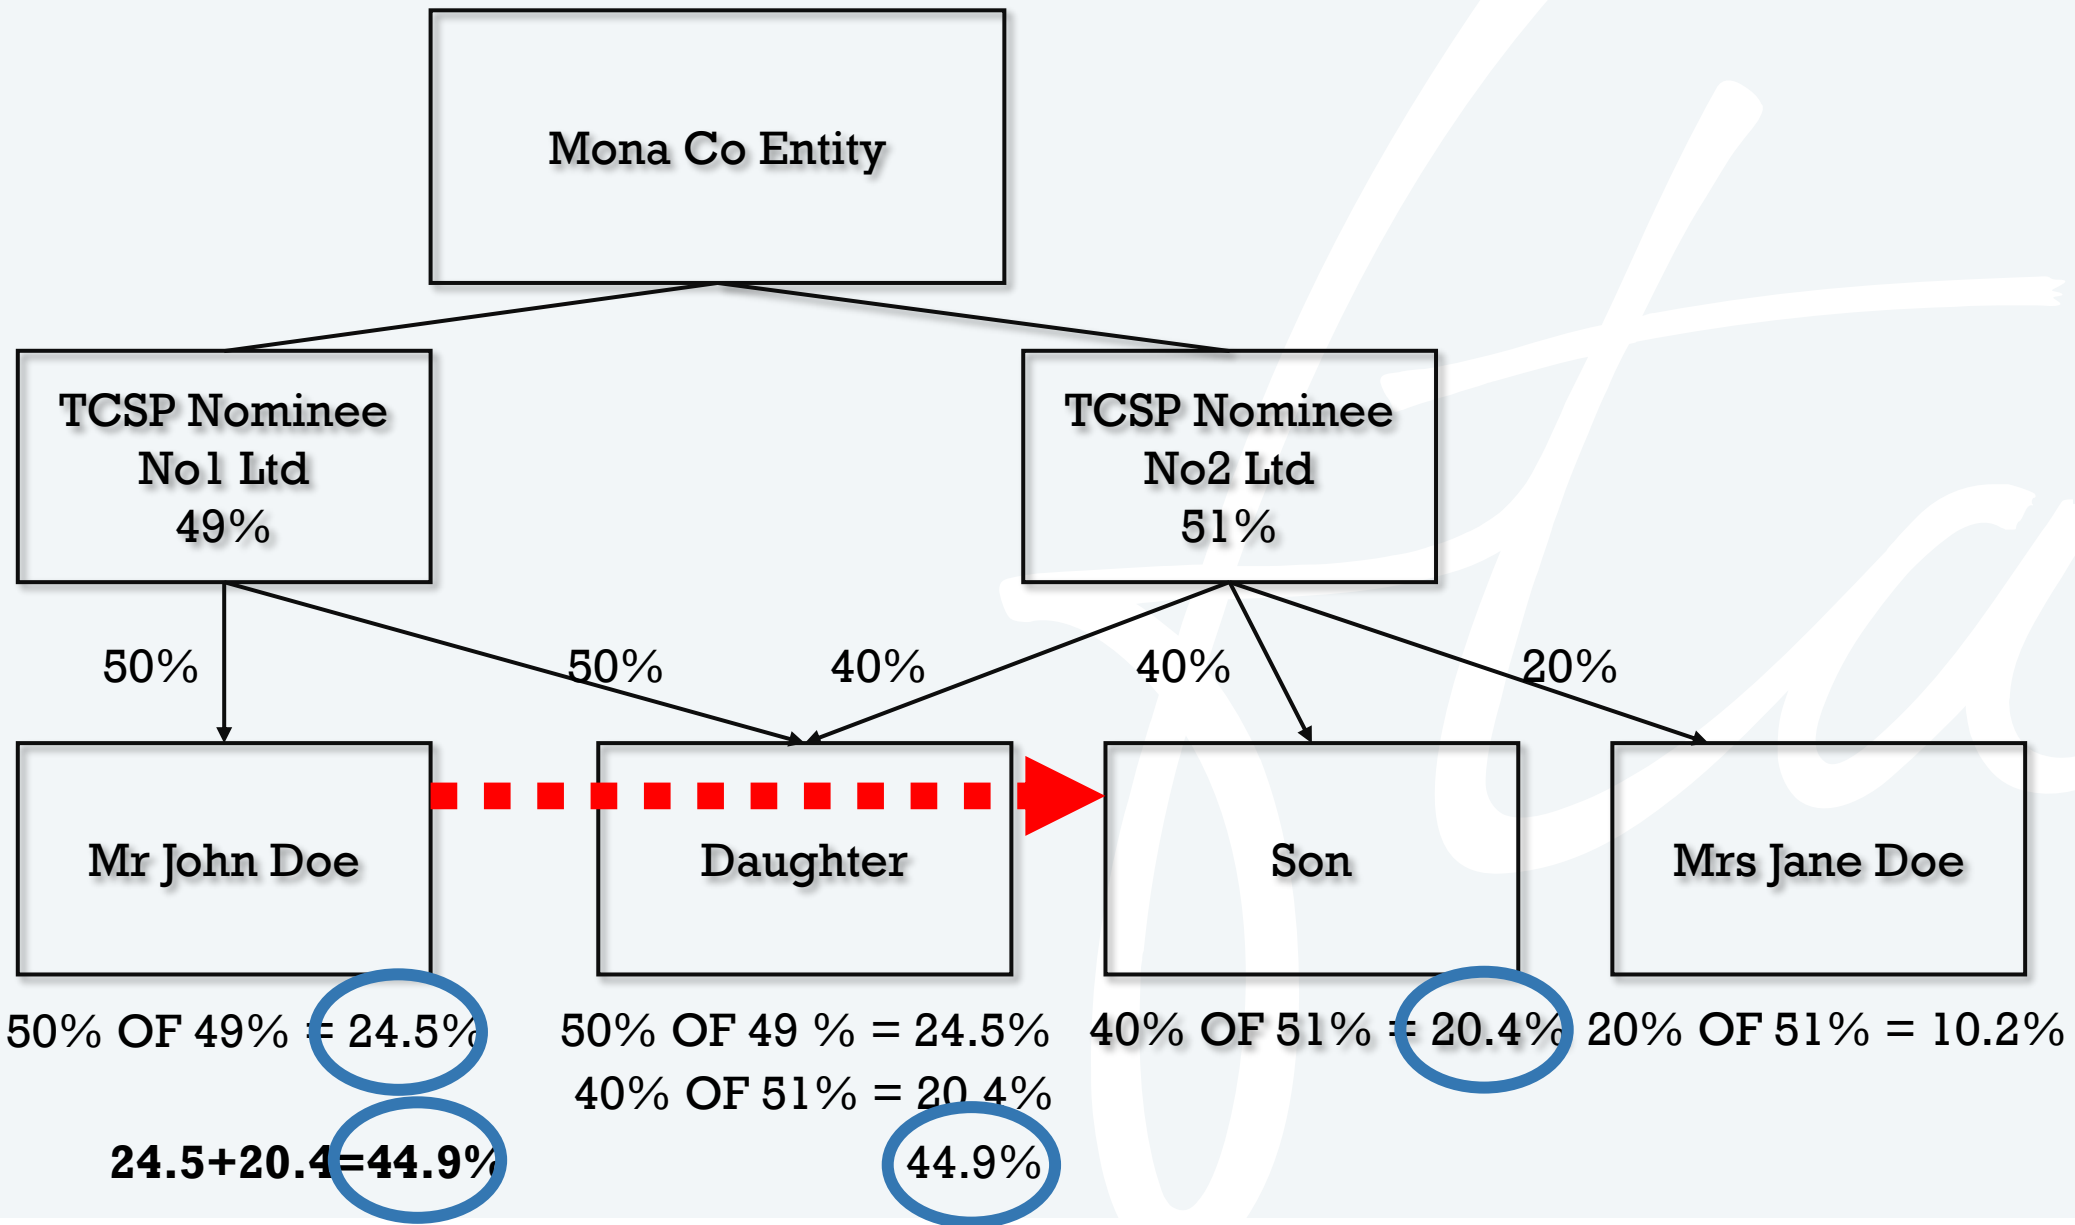 Mona Co Entity
TCSP Nominee
No1 Ltd
49%
TCSP Nominee
No2 Ltd
51%
50%
50%
40%
40%
20%
Mr John Doe
Daughter
Son
Mrs Jane Doe
50% OF 49% = 24.5%
50% OF 49 % = 24.5%
40% OF 51% = 20.4%
20% OF 51% = 10.2%
40% OF 51% = 20.4%
24.5+20.4=44.9%
44.9%